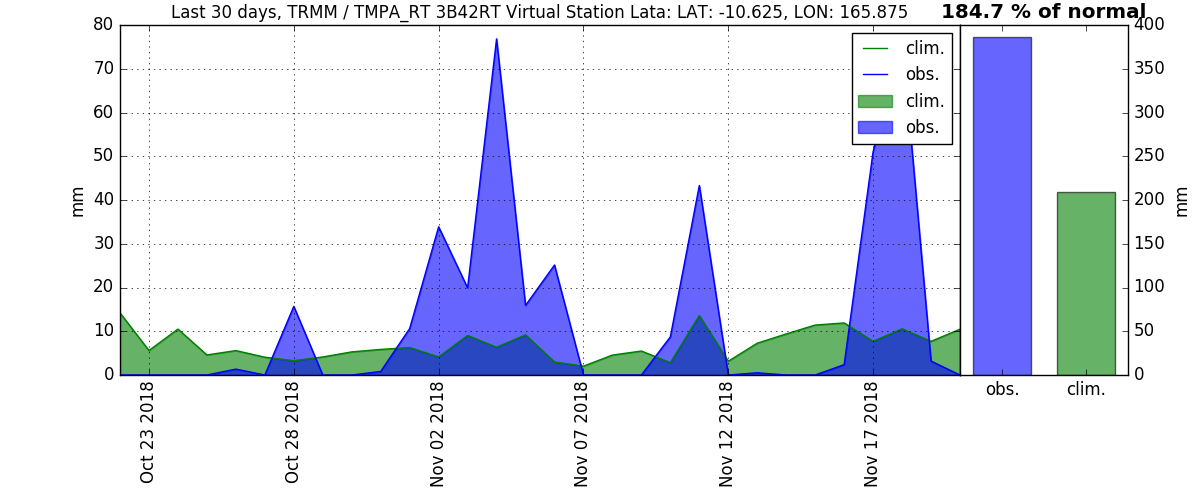 Last 30 days, TRMM / TMPA_RT 3B42RT Virtual Station Lata: LAT: -10.625, LON: 165.875
184.7 % of normal
80
70
60
50
40
30
20
10
0
mm
clim.
obs.
clim.
obs.
400
350
300
250
200
150
100
50
0
mm
obs.
clim.
Oct 23 2018
Oct 28 2018
Nov 02 2018
Nov 07 2018
Nov 12 2018
Nov 17 2018